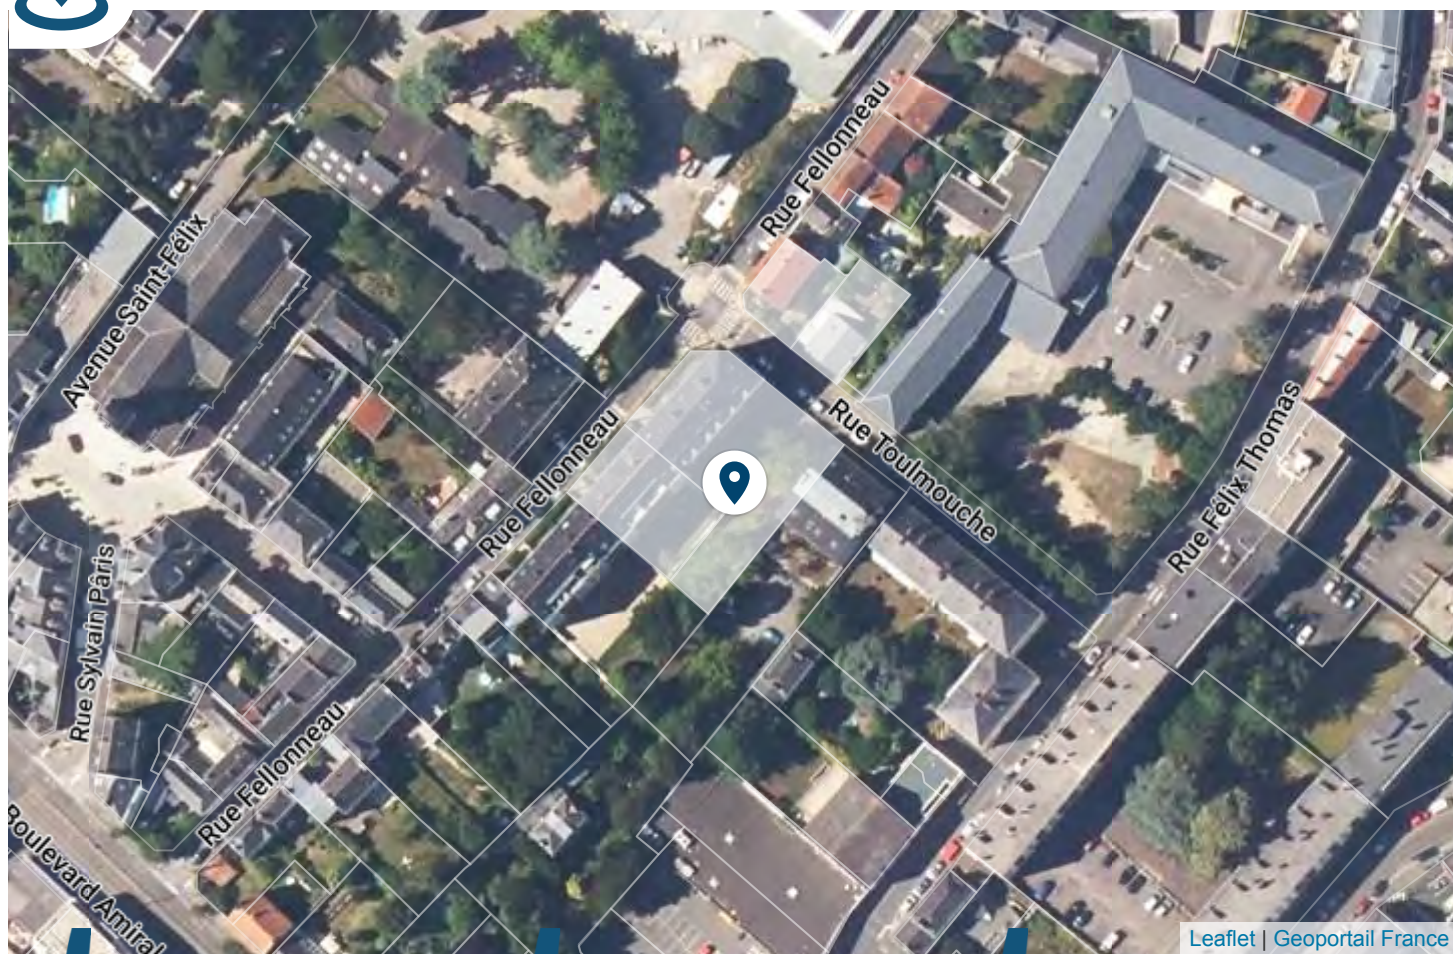 Rue Fellonneau
Avenue Saint-Félix
Rue Fellonneau
Rue Toulmouche
Rue Félix Thomas
Rue Sylvain Pâris
Rue Fellonneau
Boulevard Amiral
Leaflet | Geoportail France